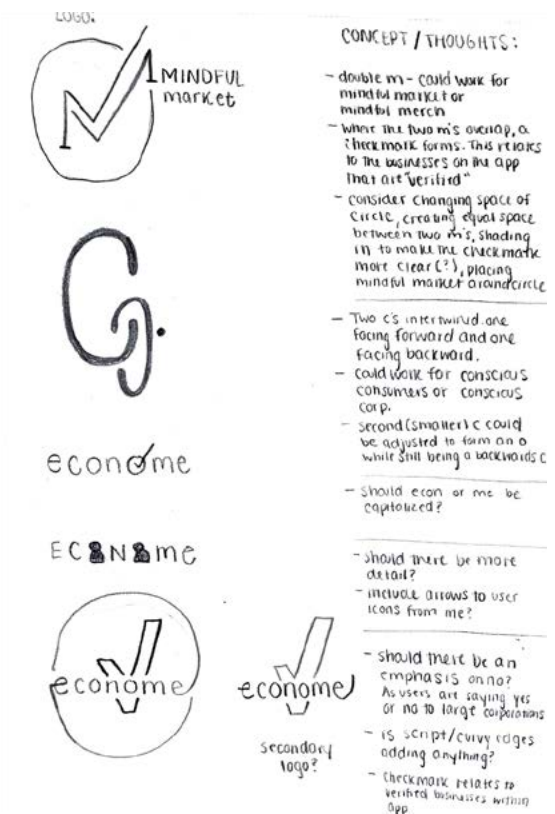 LOGO:
MINDFUL
market
econome
ECONOme
econome
econome
secondary
logo?
CONCEPT / THOUGHTS:
- double m - could work for
mindful market or
mindful merch
- where the two m's overlap, a
checkmark forms. This relates
to the businesses on the app
that are "verified"
- consider changing space of
circle, creating equal space
between two m's, shading
in to make the checkmark
more clear (?), placing
mindful market around circle
- Two c's intertwined. one
facing forward and one
facing backward.
- could work for conscious
consumers or conscious
corp.
- second (smaller) c could
be adjusted to form an o
while still being a backwards c
- should econ or me be
capitalized?
- should there be more
detail?
- include arrows to user
icons from me?
- should there be an
emphasis on no?
As users are saying yes
or no to large corporations
- is script/curvy edges
adding anything?
- checkmark relates to
verified businesses within
app